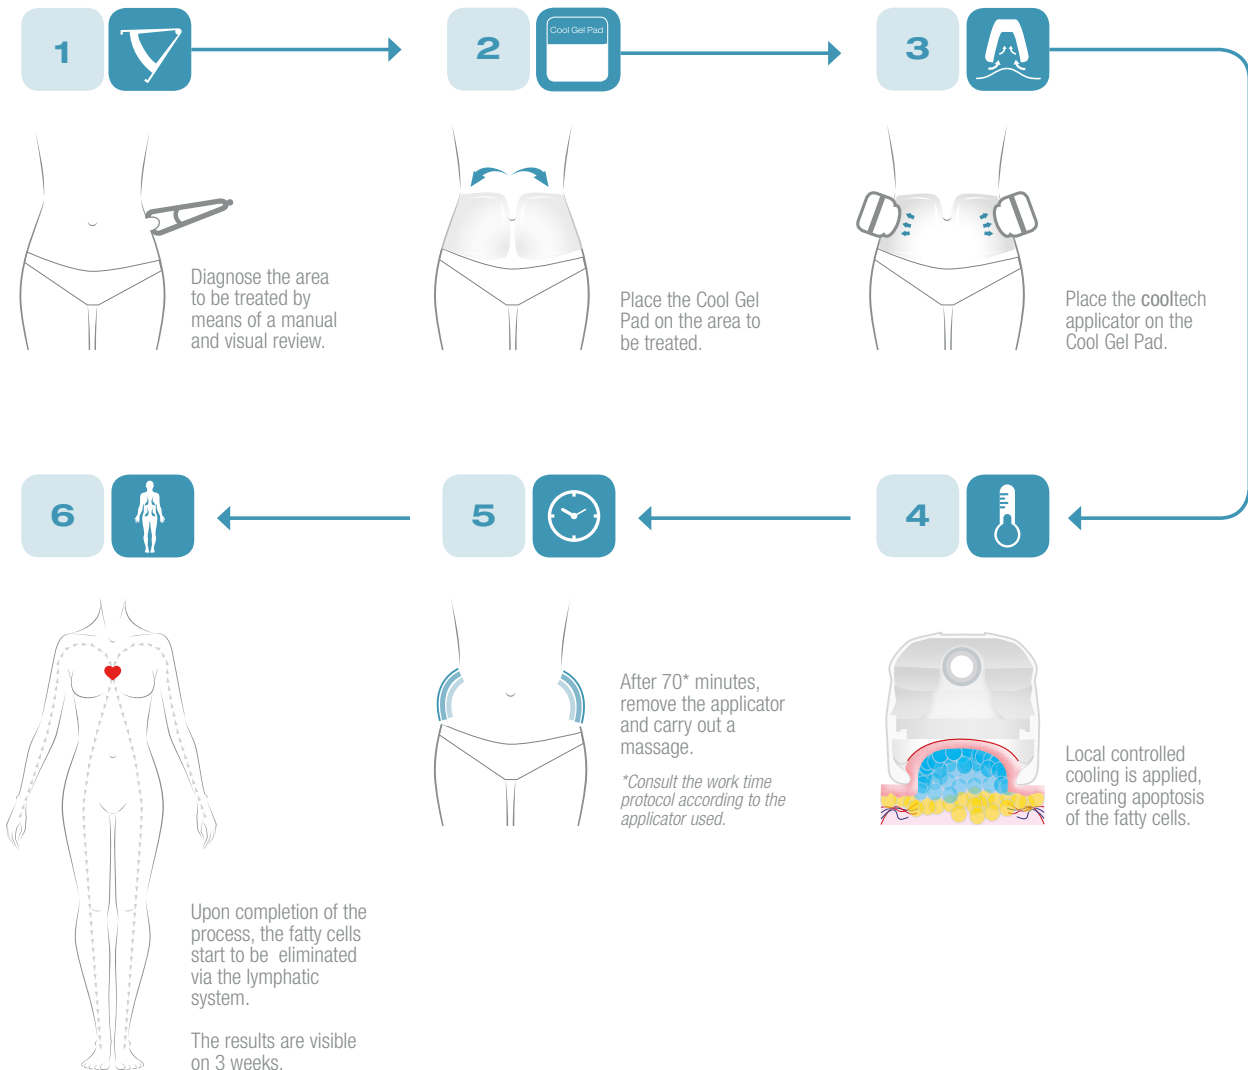 1
2
Cool Gel Pad
3
Diagnose the area
to be treated by
means of a manual
and visual review.
Place the Cool Gel
Pad on the area to
be treated.
Place the cooltech
applicator on the
Cool Gel Pad.
6
5
4
After 70* minutes,
remove the applicator
and carry out a
massage.
*Consult the work time
protocol according to the
applicator used.
Local controlled
cooling is applied,
creating apoptosis
of the fatty cells.
Upon completion of the
process, the fatty cells
start to be eliminated
via the lymphatic
system.
The results are visible
on 3 weeks.